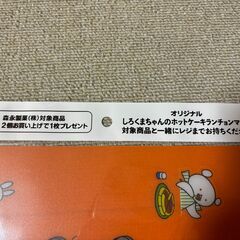 森永製菓(株)対象商品
2個お買い上げで1枚プレゼント
オリジナル
しろくまちゃんのホットケーキランチョンマ
対象商品と一緒にレジまでお持ちくだ